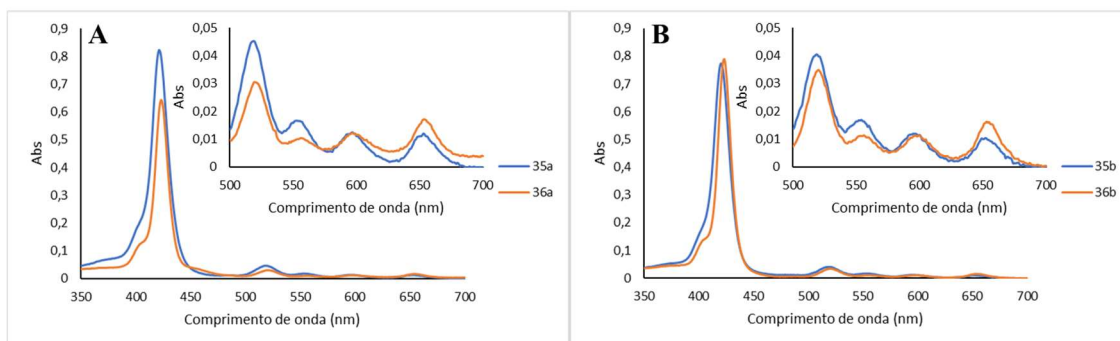 A
0,9
0,8
0,7
0,6
0,5
0,4
0,3
0,2
0,1
0
Abs
350 400 450 500 550 600 650 700
Comprimento de onda (nm)
0,05
0,04
0,03
0,02
0,01
0
Abs
500 550 600 650 700
Comprimento de onda (nm)
35a
36a
B
0,9
0,8
0,7
0,6
0,5
0,4
0,3
0,2
0,1
0
Abs
350 400 450 500 550 600 650 700
Comprimento de onda (nm)
0,05
0,04
0,03
0,02
0,01
0
Abs
500 550 600 650 700
Comprimento de onda (nm)
35b
36b